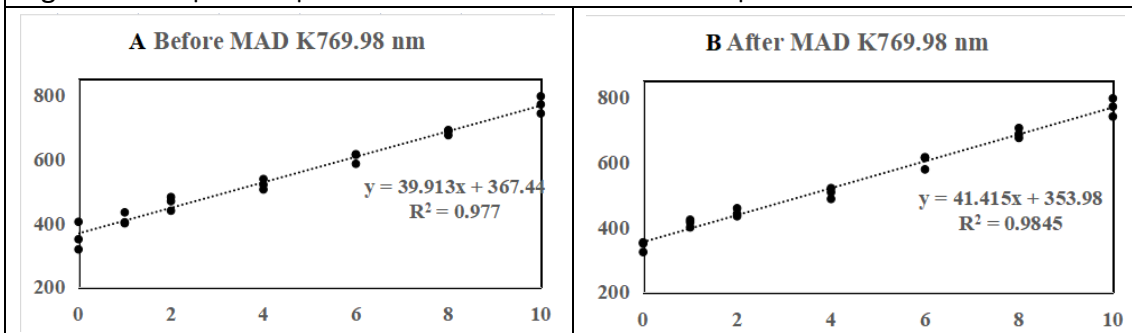 A Before MAD K769.98 nm
800
600
400
200
y = 39.913x + 367.44
R² = 0.977
0 2 4 6 8 10
B After MAD K769.98 nm
800
600
400
200
y = 41.415x + 353.98
R² = 0.9845
0 2 4 6 8 10